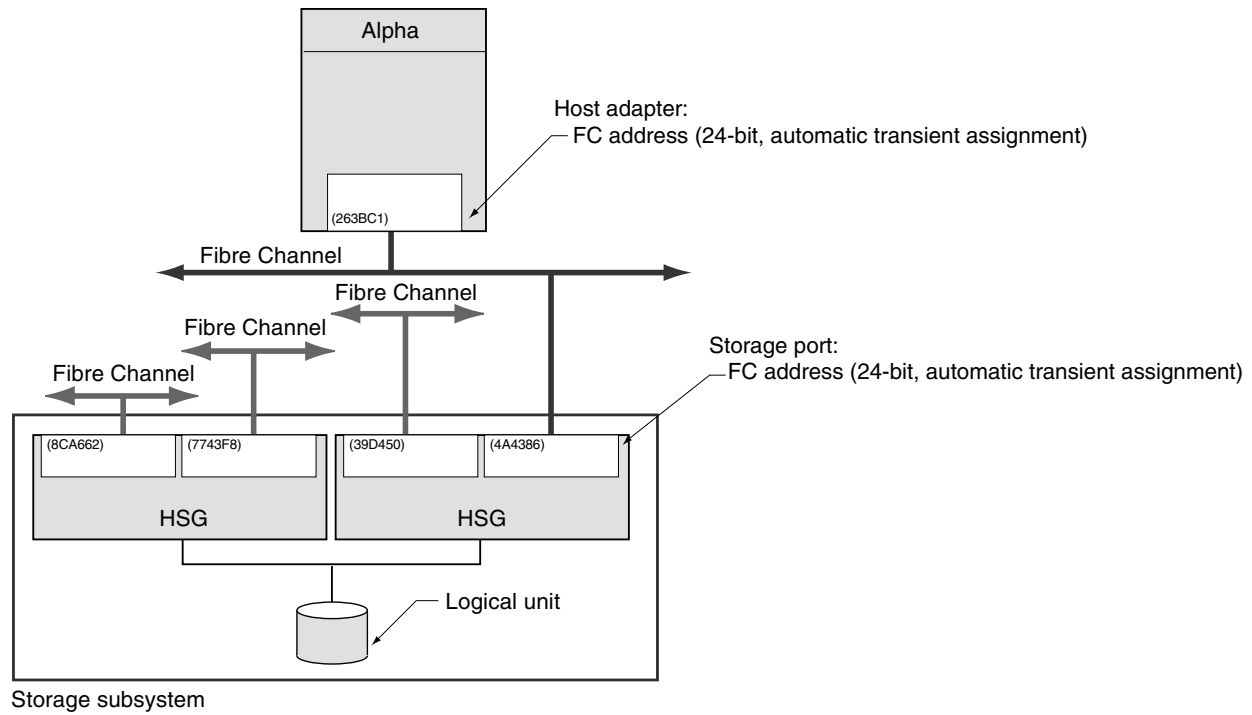 Alpha
Host adapter:
FC address (24-bit, automatic transient assignment)
(263BC1)
Fibre Channel
Fibre Channel
Fibre Channel
Fibre Channel
Storage port:
FC address (24-bit, automatic transient assignment)
(8CA662)
(7743F8)
(39D450)
(4A4386)
HSG
HSG
Logical unit
Storage subsystem